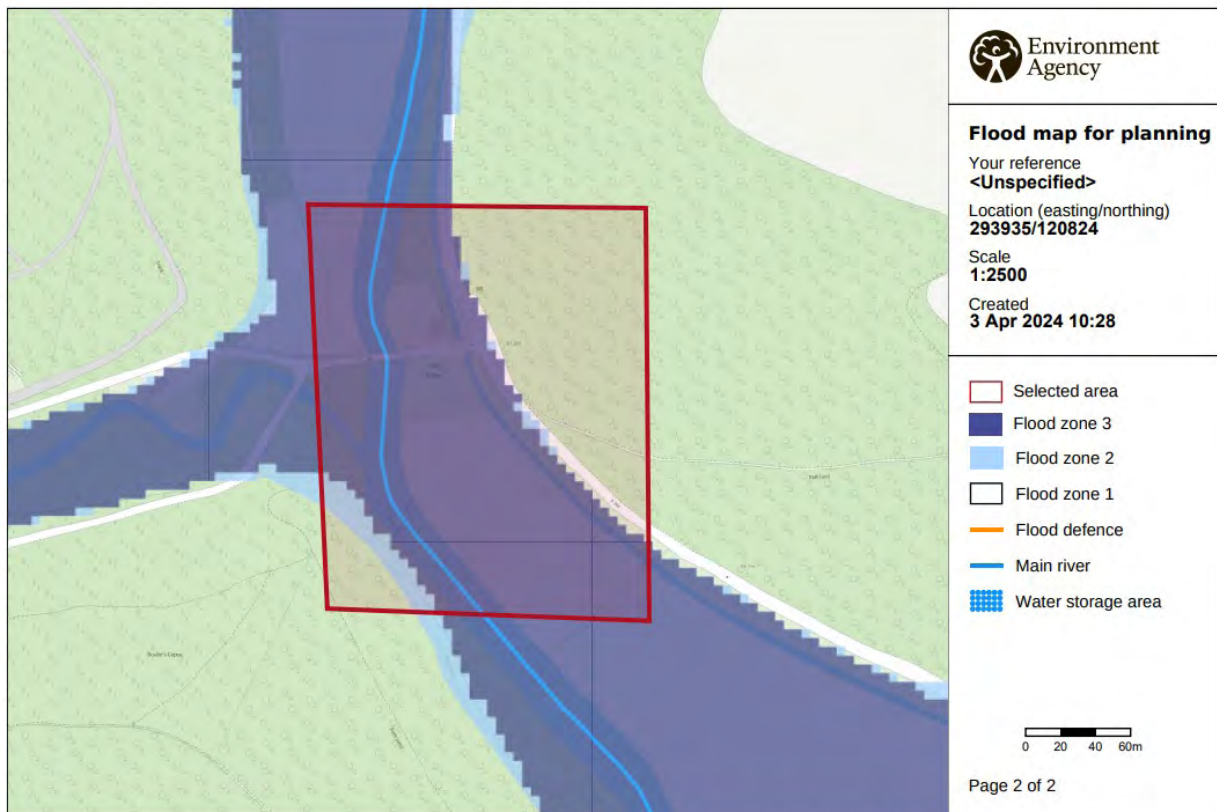 Environment
Agency
Flood map for planning
Your reference
<Unspecified>
Location (easting/northing)
293935/120824
Scale
1:2500
Created
3 Apr 2024 10:28
Selected area
Flood zone 3
Flood zone 2
Flood zone 1
Flood defence
Main river
Water storage area
0 20 40 60m
Page 2 of 2